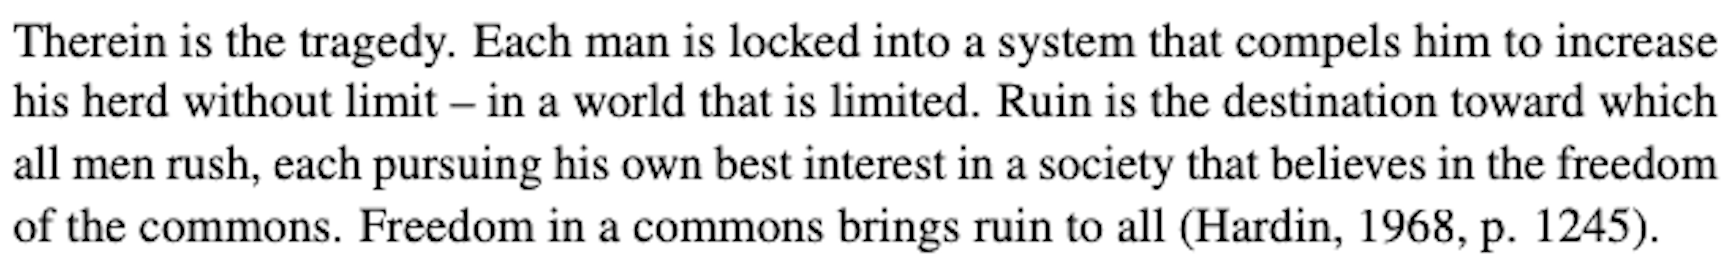 Therein is the tragedy. Each man is locked into a system that compels him to increase
his herd without limit – in a world that is limited. Ruin is the destination toward which
all men rush, each pursuing his own best interest in a society that believes in the freedom
of the commons. Freedom in a commons brings ruin to all (Hardin, 1968, p. 1245).